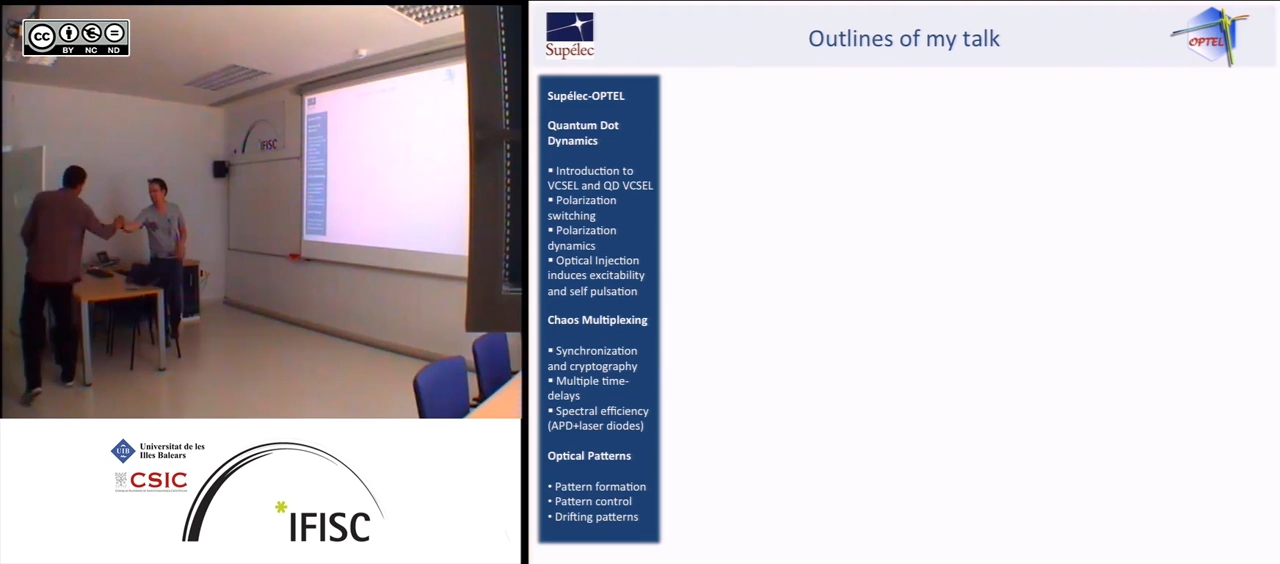 cc
BY NC ND
IFISC
UIB
Universitat de les
Illes Balears
CSIC
*IFISC
Supélec
Outlines of my talk
OPTEL
Supélec-OPTEL
Quantum Dot
Dynamics
▪ Introduction to
VCSEL and QD VCSEL
▪ Polarization
switching
▪ Polarization
dynamics
▪ Optical Injection
induces excitability
and self pulsation
Chaos Multiplexing
▪ Synchronization
and cryptography
▪ Multiple time-
delays
▪ Spectral efficiency
(APD+laser diodes)
Optical Patterns
• Pattern formation
• Pattern control
• Drifting patterns